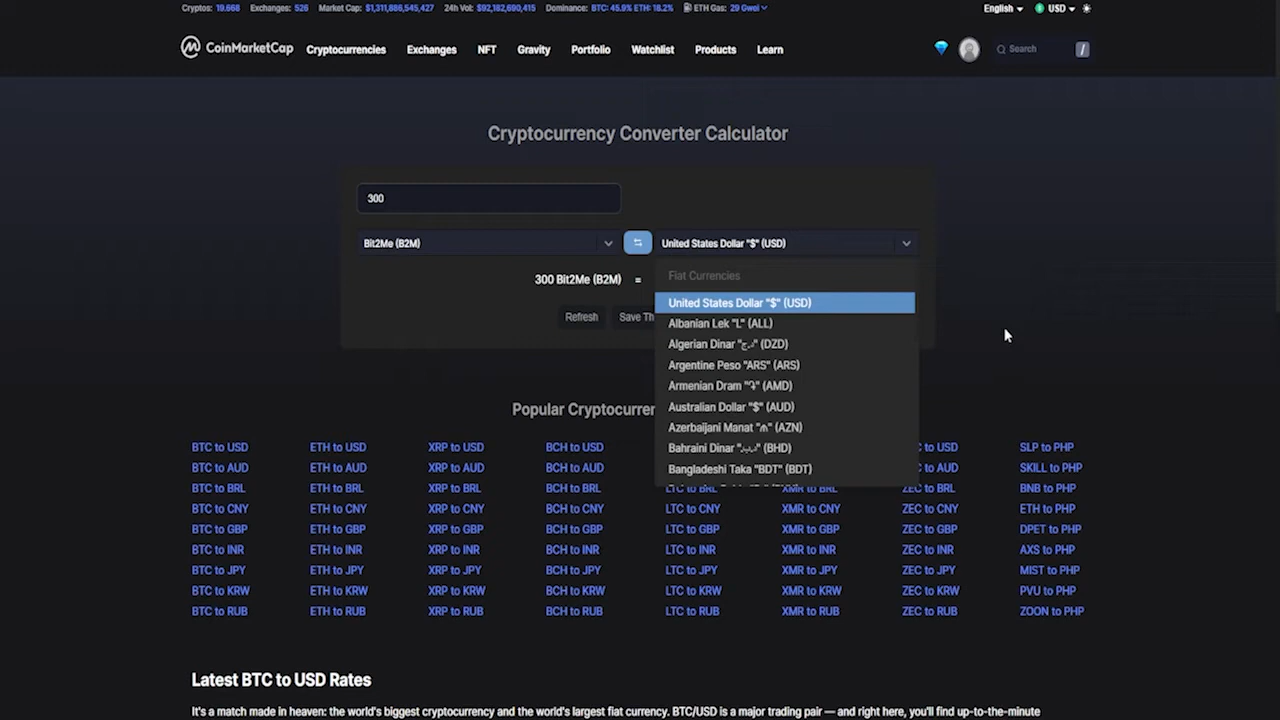 Cryptos: 19.668 Exchanges: 526 Market Cap: $1,311,886,545,427 24h Vol: $92,182,690,415 Dominance: BTC: 45.9% ETH: 18.2% ETH Gas: 29 Gwei English USD
CoinMarketCap Cryptocurrencies Exchanges NFT Gravity Portfolio Watchlist Products Learn Search /
Cryptocurrency Converter Calculator
300
Bit2Me (B2M) United States Dollar "$" (USD)
300 Bit2Me (B2M) =
Fiat Currencies
United States Dollar "$" (USD)
Refresh Save Th
Albanian Lek "L" (ALL)
Algerian Dinar "د.ج" (DZD)
Argentine Peso "ARS" (ARS)
Armenian Dram "֏" (AMD)
Australian Dollar "$" (AUD)
Azerbaijani Manat "₼" (AZN)
Bahraini Dinar ".د.ب" (BHD)
Bangladeshi Taka "BDT" (BDT)
Popular Cryptocurren
BTC to USD ETH to USD XRP to USD BCH to USD C to USD SLP to PHP
BTC to AUD ETH to AUD XRP to AUD BCH to AUD C to AUD SKILL to PHP
BTC to BRL ETH to BRL XRP to BRL BCH to BRL LTC to BRL XMR to BRL ZEC to BRL BNB to PHP
BTC to CNY ETH to CNY XRP to CNY BCH to CNY LTC to CNY XMR to CNY ZEC to CNY ETH to PHP
BTC to GBP ETH to GBP XRP to GBP BCH to GBP LTC to GBP XMR to GBP ZEC to GBP DPET to PHP
BTC to INR ETH to INR XRP to INR BCH to INR LTC to INR XMR to INR ZEC to INR AXS to PHP
BTC to JPY ETH to JPY XRP to JPY BCH to JPY LTC to JPY XMR to JPY ZEC to JPY MIST to PHP
BTC to KRW ETH to KRW XRP to KRW BCH to KRW LTC to KRW XMR to KRW ZEC to KRW PVU to PHP
BTC to RUB ETH to RUB XRP to RUB BCH to RUB LTC to RUB XMR to RUB ZEC to RUB ZOON to PHP
Latest BTC to USD Rates
It's a match made in heaven: the world's biggest cryptocurrency and the world's largest fiat currency. BTC/USD is a major trading pair — and right here, you'll find up-to-the-minute